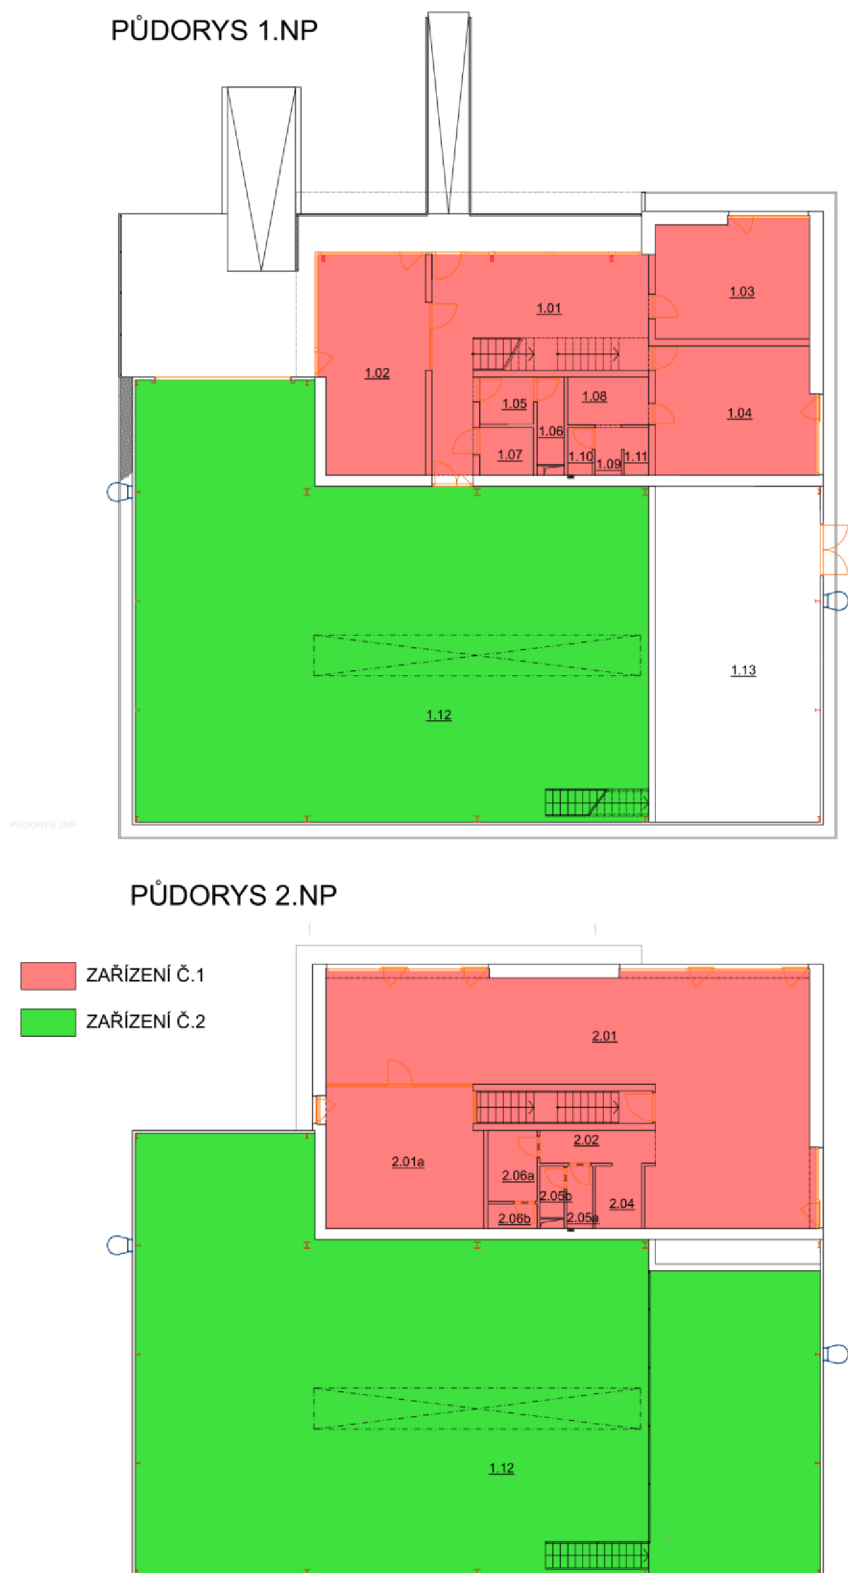 PŮDORYS 1.NP
1.03
1.01
1.02
1.05
1.08
1.04
1.06
1.07
1.10
1.09
1.11
1.13
1.12
PŮDORYS 2NP
PŮDORYS 2.NP
ZAŘÍZENÍ Č.1
ZAŘÍZENÍ Č.2
2.01
2.02
2.01a
2.06a
2.05b
2.04
2.06b
2.05a
1.12